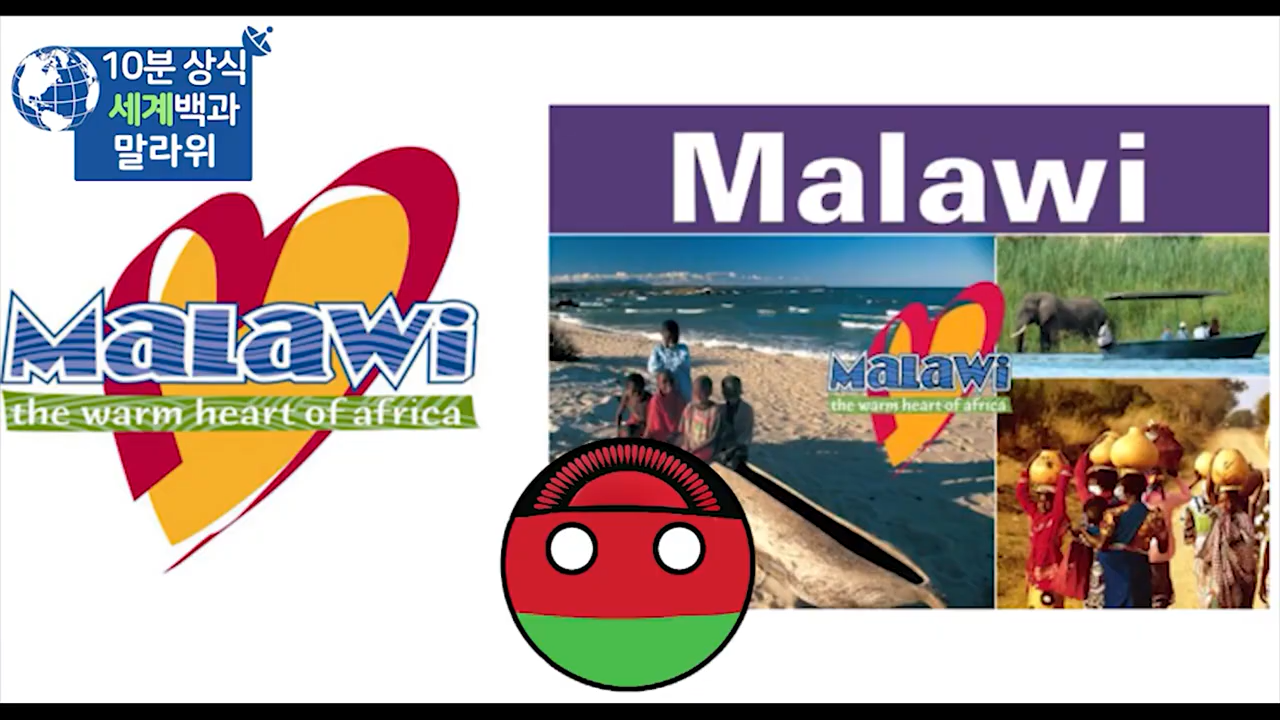 10분 상식
세계백과
말라위
Malawi
the warm heart of africa
Malawi
Malawi
the warm heart of africa